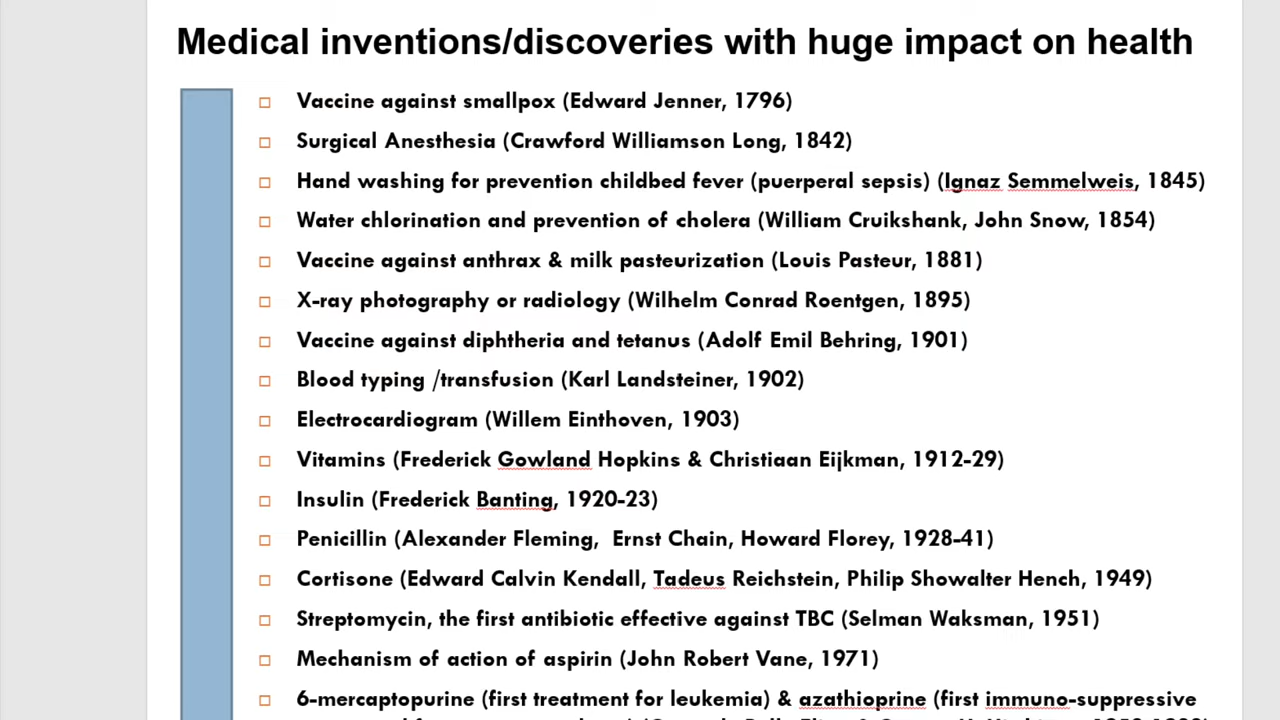 Medical inventions/discoveries with huge impact on health
Vaccine against smallpox (Edward Jenner, 1796)
Surgical Anesthesia (Crawford Williamson Long, 1842)
Hand washing for prevention childbed fever (puerperal sepsis) (Ignaz Semmelweis, 1845)
Water chlorination and prevention of cholera (William Cruikshank, John Snow, 1854)
Vaccine against anthrax & milk pasteurization (Louis Pasteur, 1881)
X-ray photography or radiology (Wilhelm Conrad Roentgen, 1895)
Vaccine against diphtheria and tetanus (Adolf Emil Behring, 1901)
Blood typing /transfusion (Karl Landsteiner, 1902)
Electrocardiogram (Willem Einthoven, 1903)
Vitamins (Frederick Gowland Hopkins & Christiaan Eijkman, 1912-29)
Insulin (Frederick Banting, 1920-23)
Penicillin (Alexander Fleming, Ernst Chain, Howard Florey, 1928-41)
Cortisone (Edward Calvin Kendall, Tadeus Reichstein, Philip Showalter Hench, 1949)
Streptomycin, the first antibiotic effective against TBC (Selman Waksman, 1951)
Mechanism of action of aspirin (John Robert Vane, 1971)
6-mercaptopurine (first treatment for leukemia) & azathioprine (first immuno-suppressive